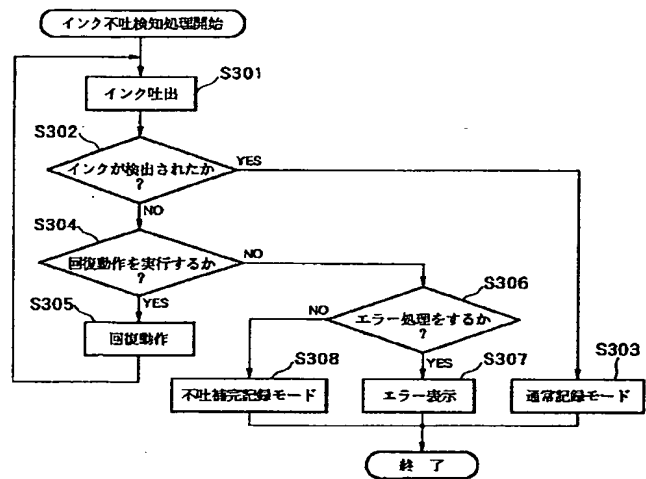 インク不吐検知処理開始
S301
インク吐出
S302
インクが検出されたか
?
YES
NO
S304
回復動作を実行するか
?
NO
YES
S305
回復動作
S306
エラー処理をするか
?
NO
YES
S308
不吐補完記録モード
S307
エラー表示
S303
通常記録モード
終 了